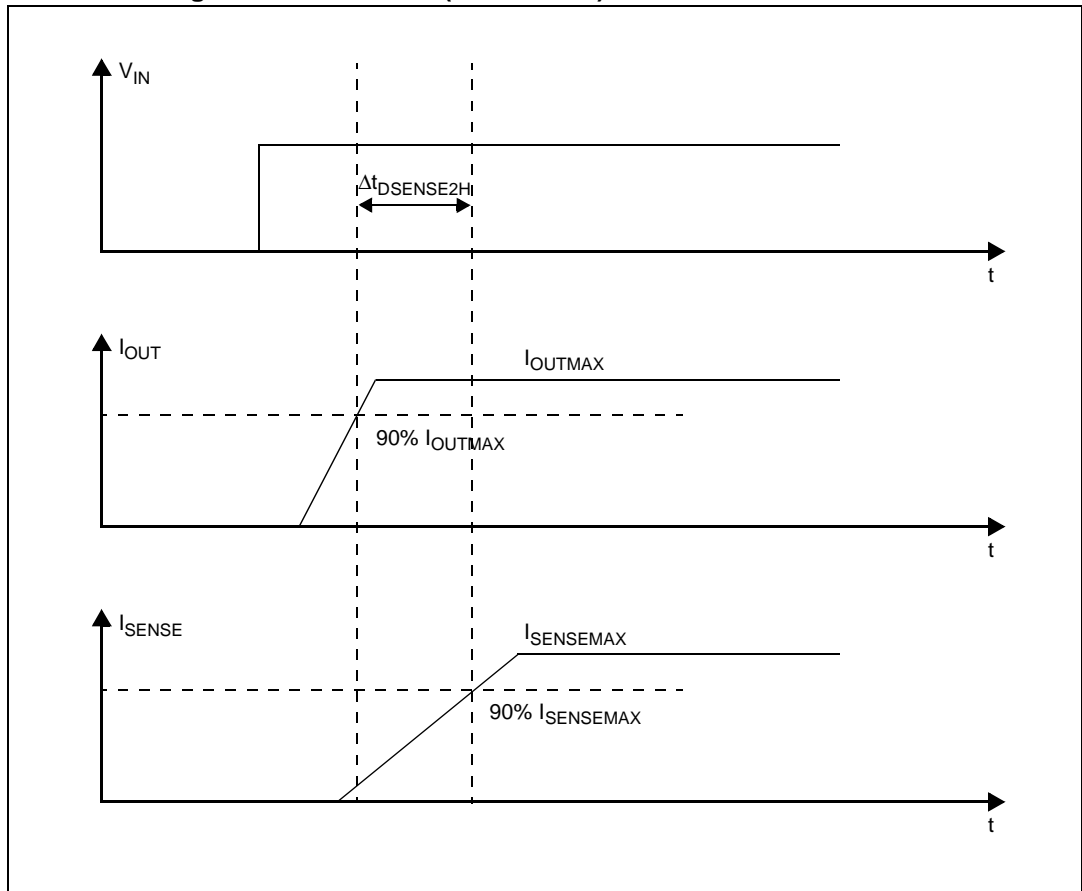 V_IN
Δt_DSENSE2H
t
I_OUT
I_OUTMAX
90% I_OUTMAX
t
I_SENSE
I_SENSEMAX
90% I_SENSEMAX
t